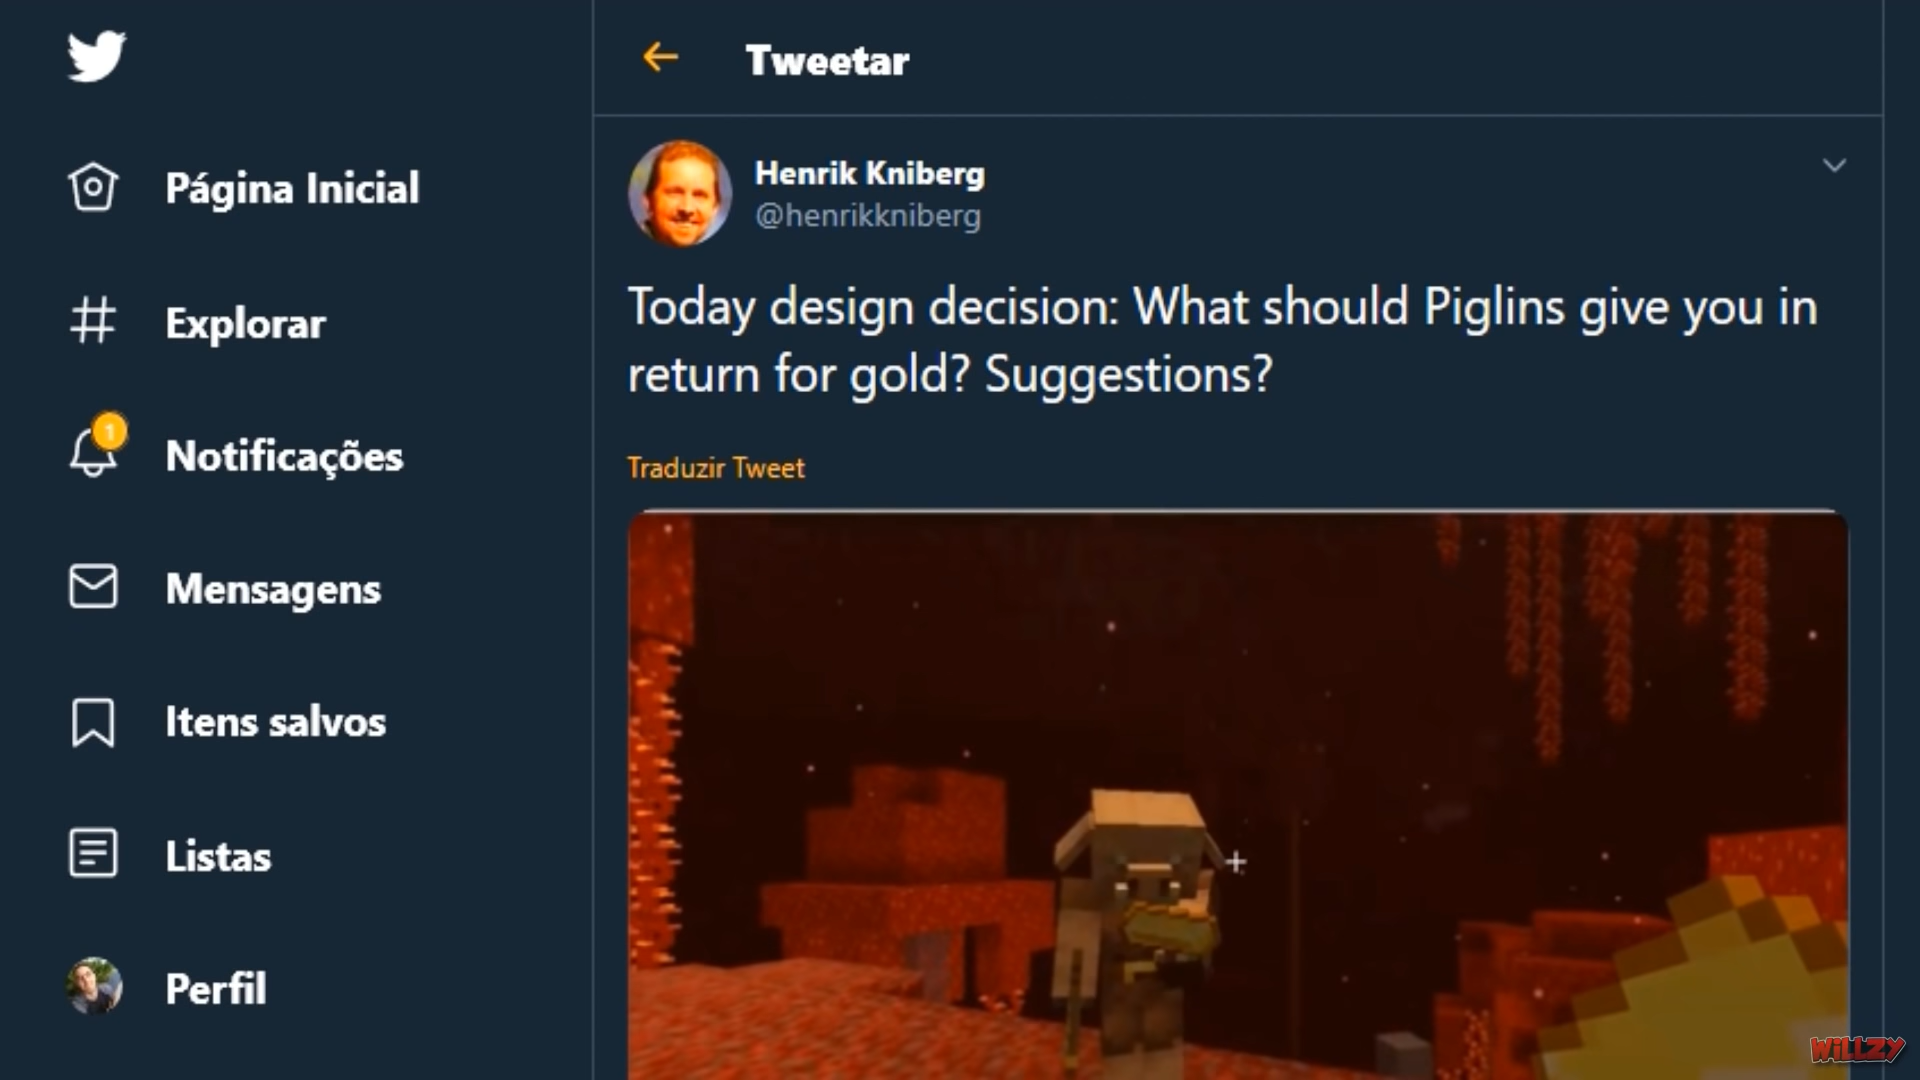 Tweetar
Página Inicial
Explorar
1
Notificações
Mensagens
Itens salvos
Listas
Perfil
Henrik Kniberg
@henrikkniberg
Today design decision: What should Piglins give you in
return for gold? Suggestions?
Traduzir Tweet
WiLLZY